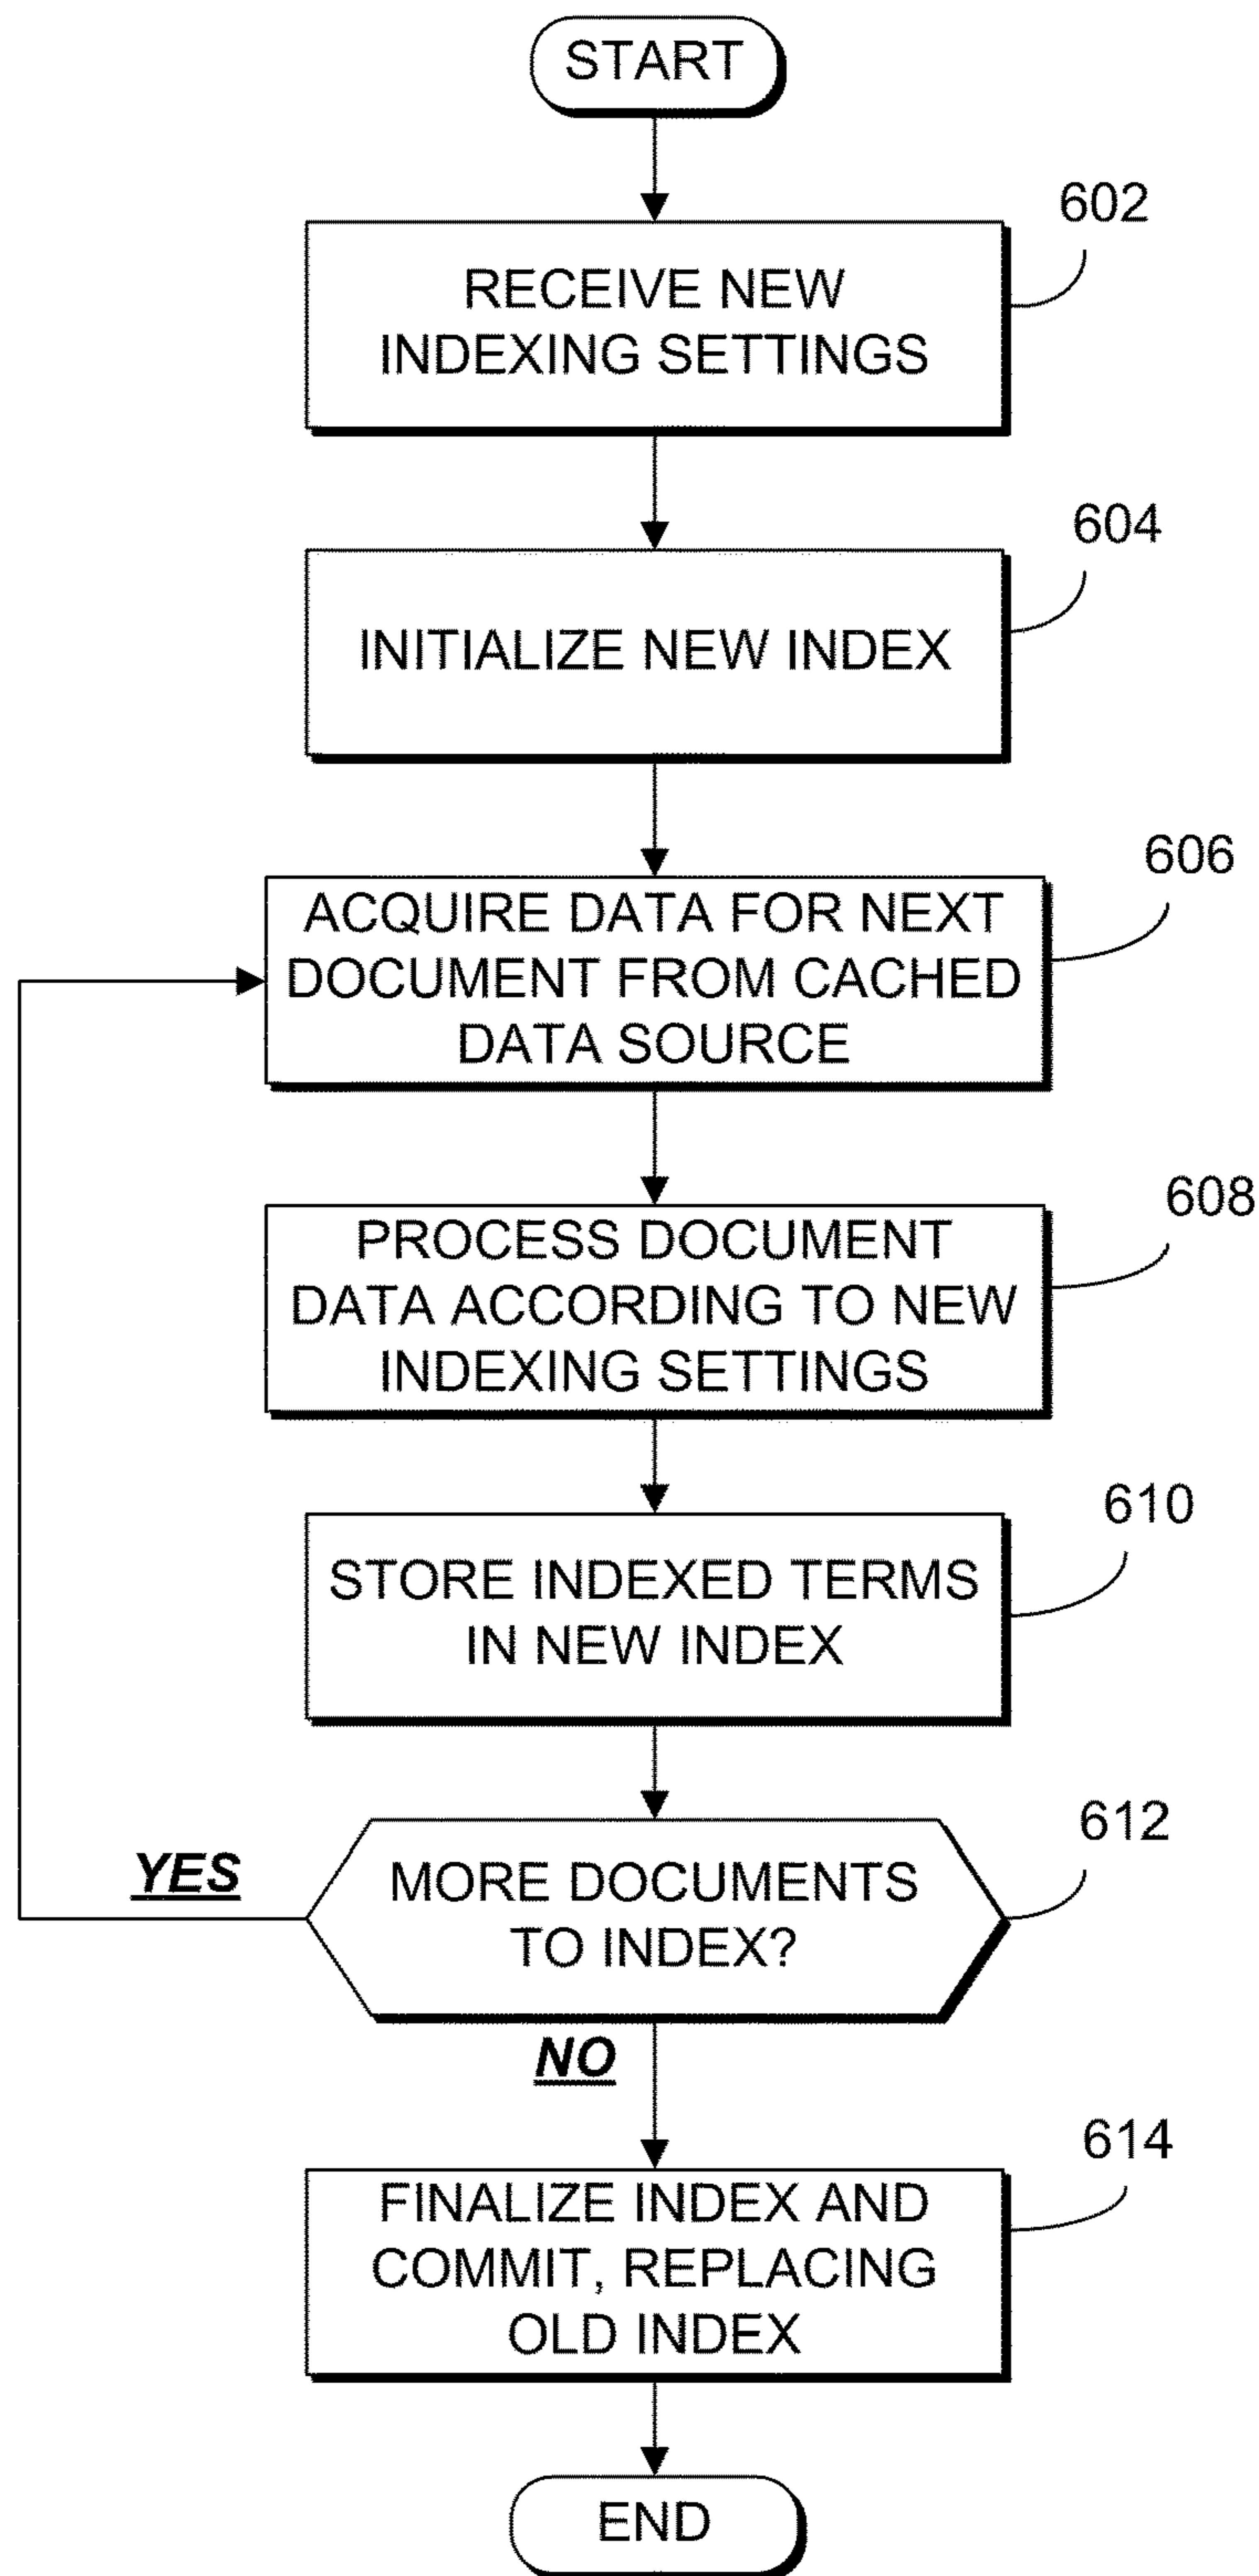 START
602
RECEIVE NEW
INDEXING SETTINGS
604
INITIALIZE NEW INDEX
606
ACQUIRE DATA FOR NEXT
DOCUMENT FROM CACHED
DATA SOURCE
608
PROCESS DOCUMENT
DATA ACCORDING TO NEW
INDEXING SETTINGS
610
STORE INDEXED TERMS
IN NEW INDEX
612
YES
MORE DOCUMENTS
TO INDEX?
NO
614
FINALIZE INDEX AND
COMMIT, REPLACING
OLD INDEX
END